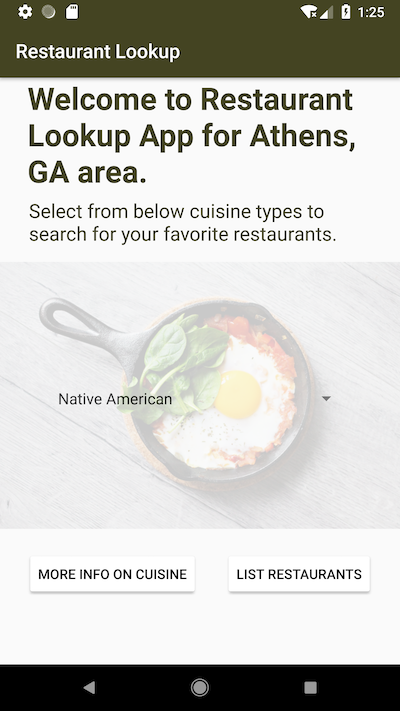 1:25
Restaurant Lookup
Welcome to Restaurant
Lookup App for Athens,
GA area.
Select from below cuisine types to
search for your favorite restaurants.
Native American
MORE INFO ON CUISINE
LIST RESTAURANTS